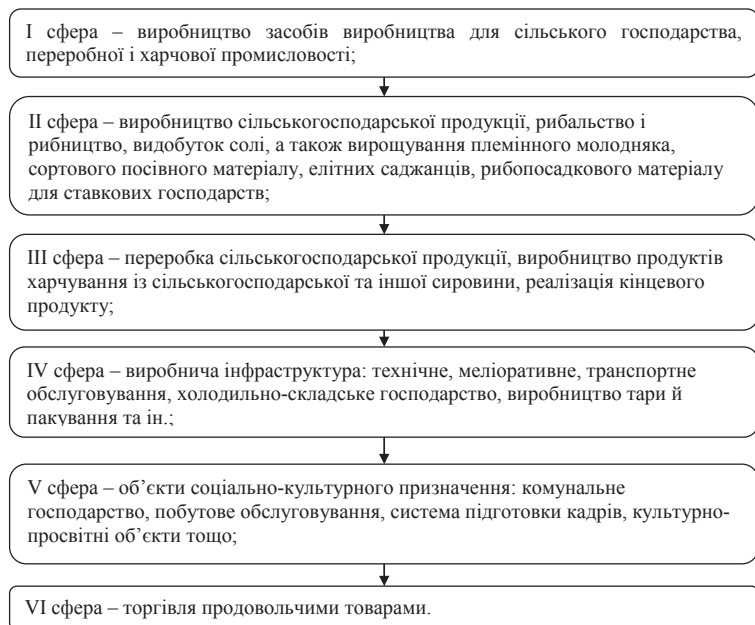 І сфера – виробництво засобів виробництва для сільського господарства,
переробної і харчової промисловості;
ІІ сфера – виробництво сільськогосподарської продукції, рибальство і
рибництво, видобуток солі, а також вирощування племінного молодняка,
сортового посівного матеріалу, елітних саджанців, рибопосадкового матеріалу
для ставкових господарств;
ІІІ сфера – переробка сільськогосподарської продукції, виробництво продуктів
харчування із сільськогосподарської та іншої сировини, реалізація кінцевого
продукту;
IV сфера – виробнича інфраструктура: технічне, меліоративне, транспортне
обслуговування, холодильно-складське господарство, виробництво тари й
пакування та ін.;
V сфера – об’єкти соціально-культурного призначення: комунальне
господарство, побутове обслуговування, система підготовки кадрів, культурно-
просвітні об’єкти тощо;
VI сфера – торгівля продовольчими товарами.